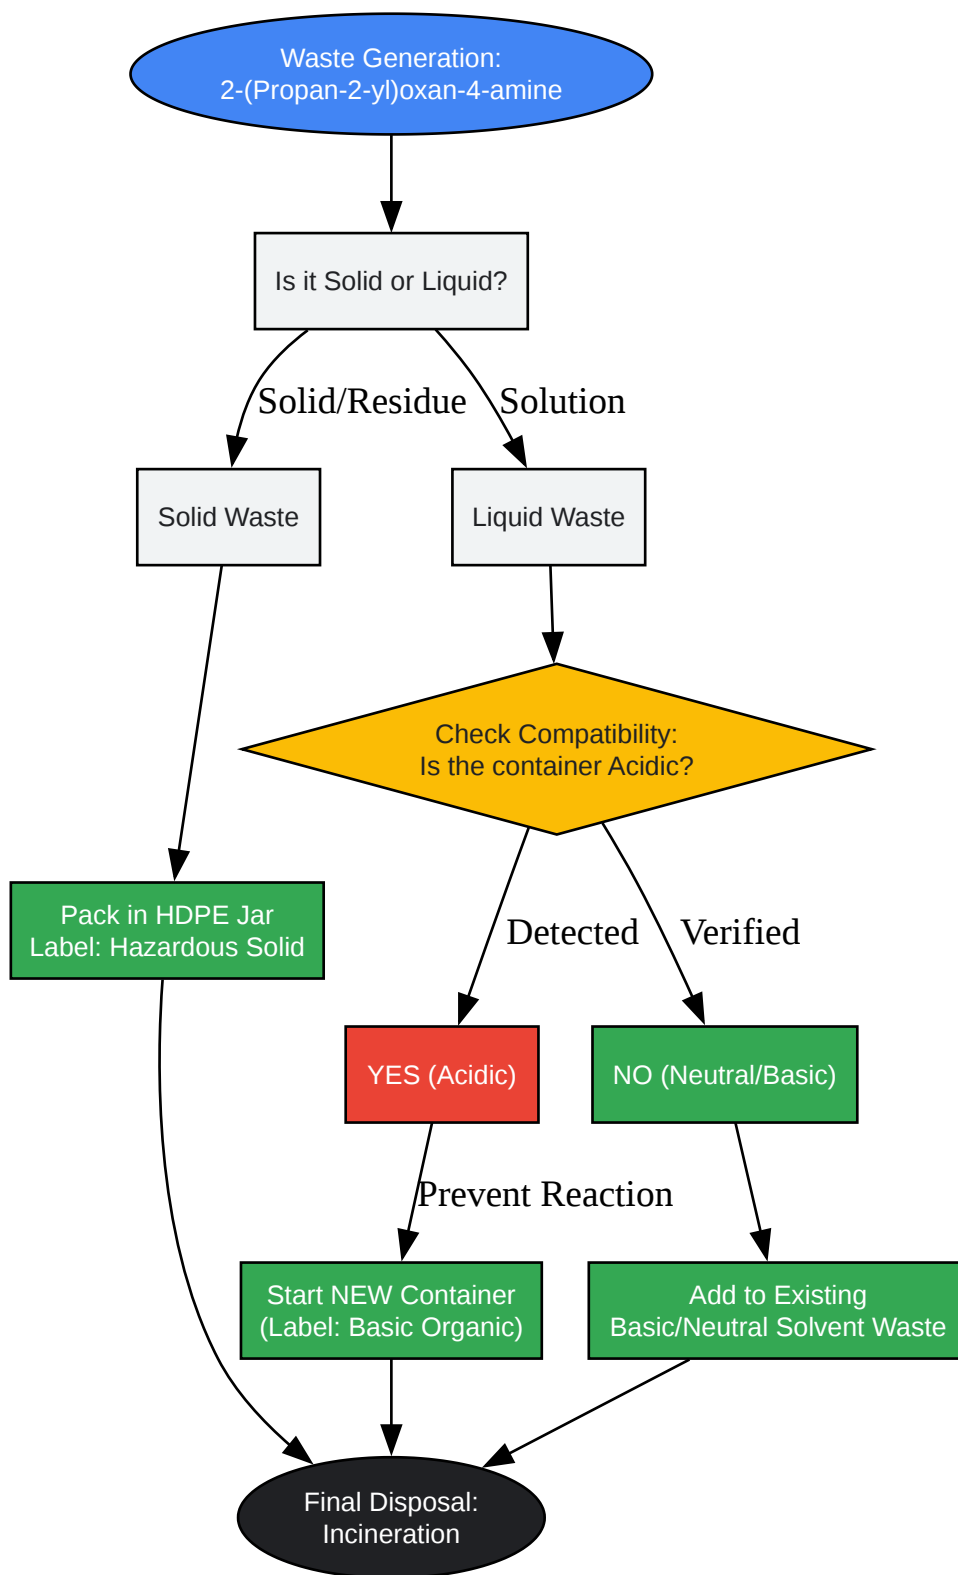 Waste Generation:
2-(Propan-2-yl)oxan-4-amine
Is it Solid or Liquid?
Solid/Residue
Solution
Solid Waste
Liquid Waste
Check Compatibility:
Is the container Acidic?
Pack in HDPE Jar
Label: Hazardous Solid
Detected
Verified
YES (Acidic)
NO (Neutral/Basic)
Prevent Reaction
Start NEW Container
(Label: Basic Organic)
Add to Existing
Basic/Neutral Solvent Waste
Final Disposal:
Incineration